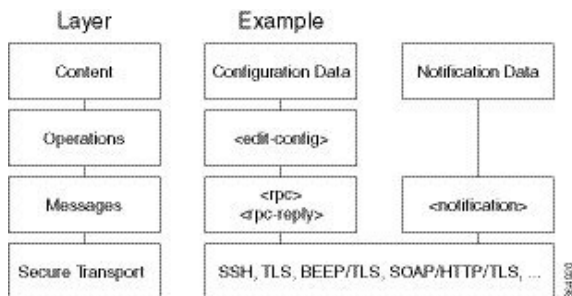 Layer Example
Content Configuration Data Notification Data
Operations <edit-config>
Messages <rpc>
<rpc-reply> <notification>
Secure Transport SSH, TLS, BEEP/TLS, SOAP/HTTP/TLS, ...